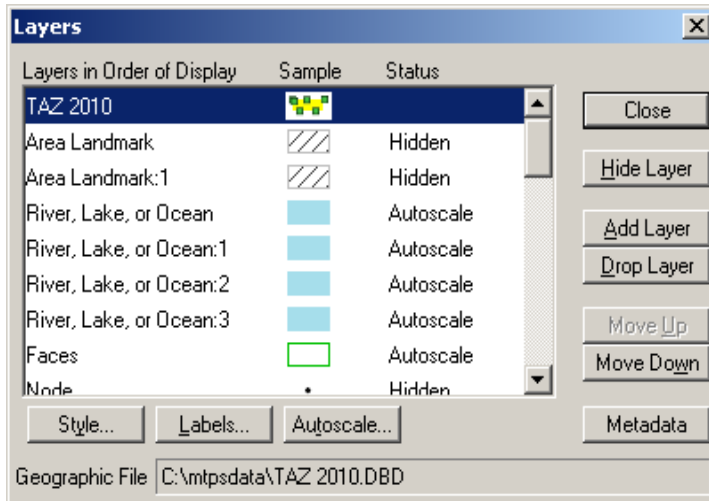 Layers
Layers in Order of Display Sample Status
TAZ 2010
Area Landmark Hidden
Area Landmark:1 Hidden
River, Lake, or Ocean Autoscale
River, Lake, or Ocean:1 Autoscale
River, Lake, or Ocean:2 Autoscale
River, Lake, or Ocean:3 Autoscale
Faces Autoscale
Node Hidden
Close
Hide Layer
Add Layer
Drop Layer
Move Up
Move Down
Style... Labels... Autoscale... Metadata
Geographic File C:\mtpsdata\TAZ 2010.DBD